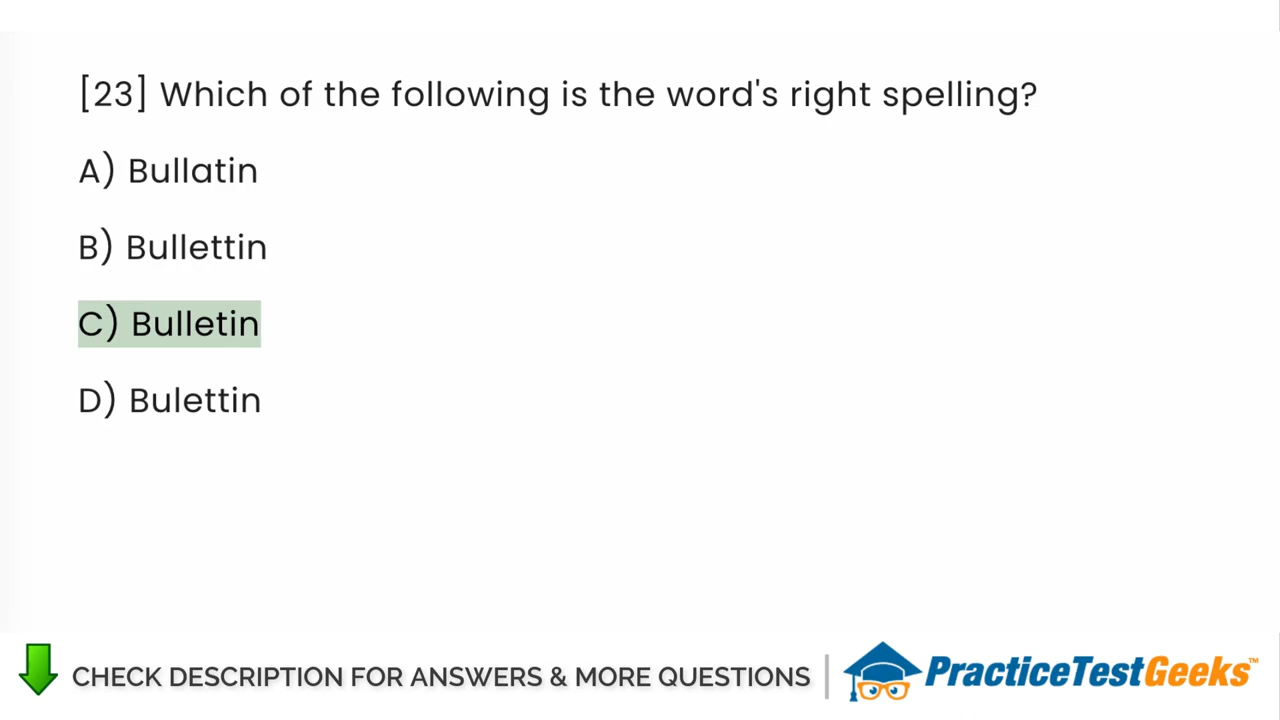 [23] Which of the following is the word's right spelling?
A) Bullatin
B) Bullettin
C) Bulletin
D) Bulettin
CHECK DESCRIPTION FOR ANSWERS & MORE QUESTIONS
PracticeTestGeeks™